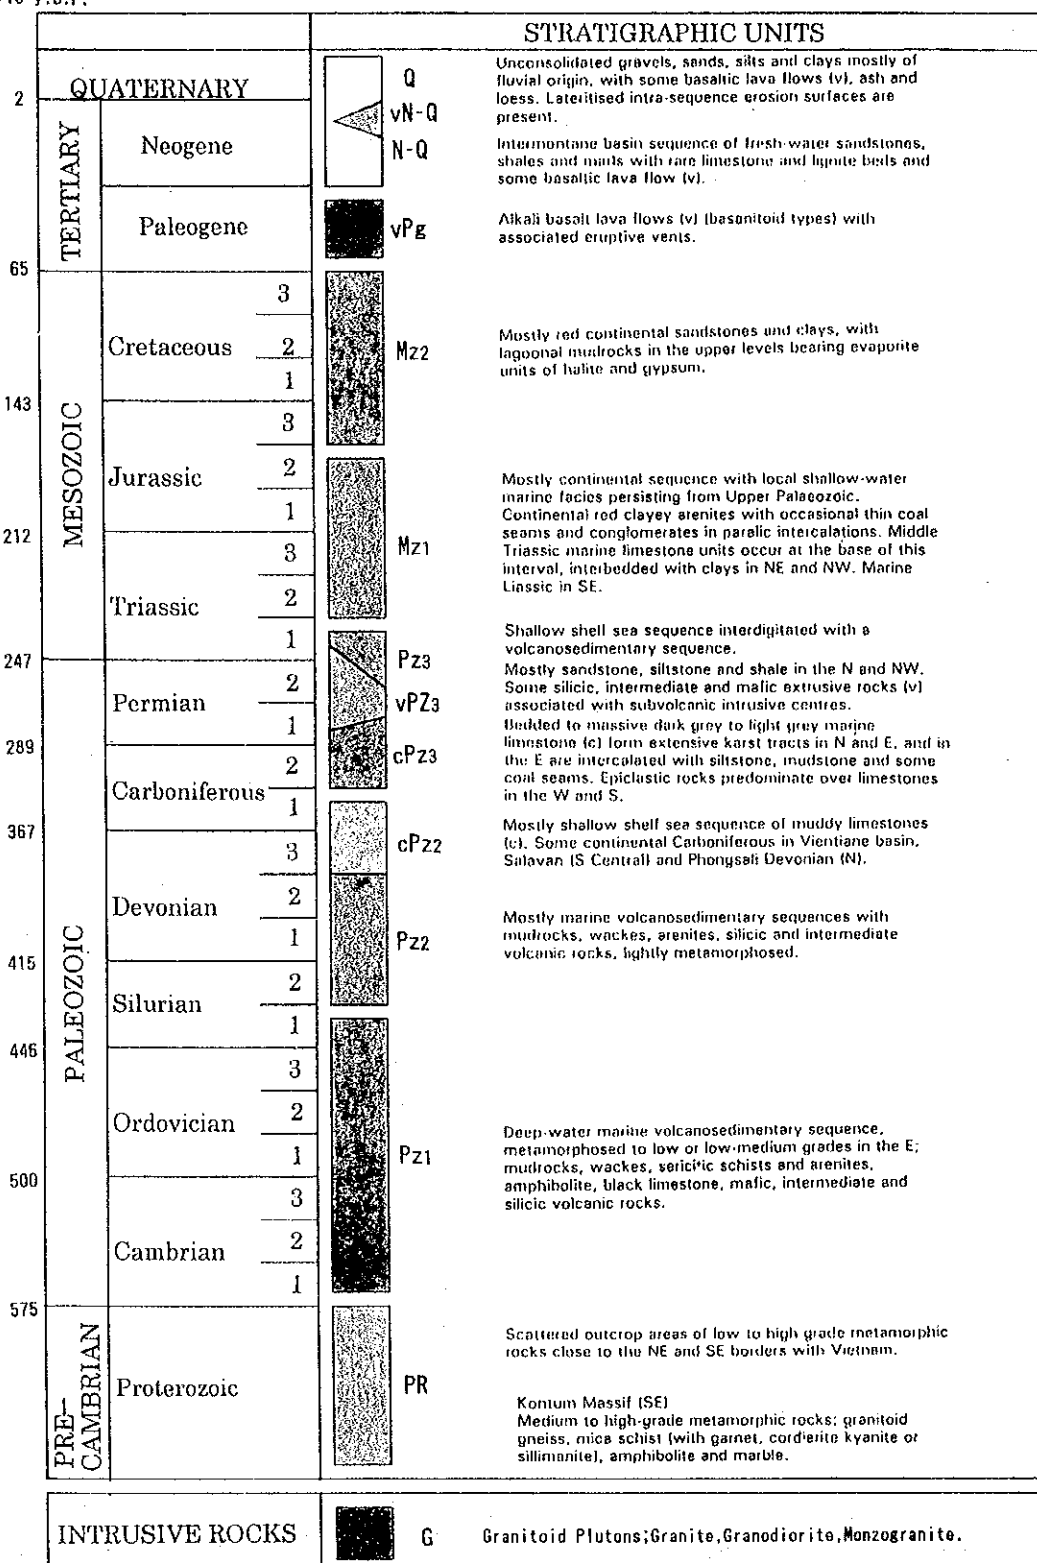 STRATIGRAPHIC UNITS
QUATERNARY
2
Q
vN-Q
N-Q
Unconsolidated gravels, sands, silts and clays mostly of
fluvial origin, with some basaltic lava flows (v), ash and
loess. Lateritised intra-sequence erosion surfaces are
present.
TERTIARY
Neogene
Intermontane basin sequence of fresh-water sandstones,
shales and marls with rare limestone and lignite beds and
some basaltic lava flow (v).
Paleogene
vPg
Alkali basalt lava flows (v) (basanitoid types) with
associated eruptive vents.
65
MESOZOIC
Cretaceous
3
2
1
Mz2
Mostly red continental sandstones and clays, with
lagoonal mudrocks in the upper levels bearing evaporite
units of halite and gypsum.
143
Jurassic
3
2
1
Mz1
Mostly continental sequence with local shallow-water
marine facies persisting from Upper Palaeozoic.
Continental red clayey arenites with occasional thin coal
seams and conglomerates in paralic intercalations. Middle
Triassic marine limestone units occur at the base of this
interval, interbedded with clays in NE and NW. Marine
Liassic in SE.
212
Triassic
3
2
1
Pz3
Shallow shell sea sequence interdigitated with a
volcanosedimentary sequence.
247
PALEOZOIC
Permian
2
1
vPZ3
Mostly sandstone, siltstone and shale in the N and NW.
Some silicic, intermediate and mafic extrusive rocks (v)
associated with subvolcanic intrusive centres.
289
cPz3
Bedded to massive dark grey to light grey marine
limestone (c) form extensive karst tracts in N and E, and in
the E are intercalated with siltstone, mudstone and some
coal seams. Epiclastic rocks predominate over limestones
in the W and S.
Carboniferous
2
1
367
cPz2
Mostly shallow shelf sea sequence of muddy limestones
(c). Some continental Carboniferous in Vientiane basin,
Salavan (S Central) and Phongsali Devonian (N).
Devonian
3
2
1
Pz2
Mostly marine volcanosedimentary sequences with
mudrocks, wackes, arenites, silicic and intermediate
volcanic rocks, lightly metamorphosed.
415
Silurian
2
1
446
Ordovician
3
2
1
Pz1
Deep-water marine volcanosedimentary sequence,
metamorphosed to low or low-medium grades in the E;
mudrocks, wackes, sericitic schists and arenites,
amphibolite, black limestone, mafic, intermediate and
silicic volcanic rocks.
500
Cambrian
3
2
1
575
PRE-
CAMBRIAN
Proterozoic
PR
Scattered outcrop areas of low to high grade metamorphic
rocks close to the NE and SE borders with Vietnam.
Kontum Massif (SE)
Medium to high-grade metamorphic rocks; granitoid
gneiss, mica schist (with garnet, cordierite kyanite or
sillimanite), amphibolite and marble.
INTRUSIVE ROCKS
G
Granitoid Plutons;Granite,Granodiorite,Monzogranite.